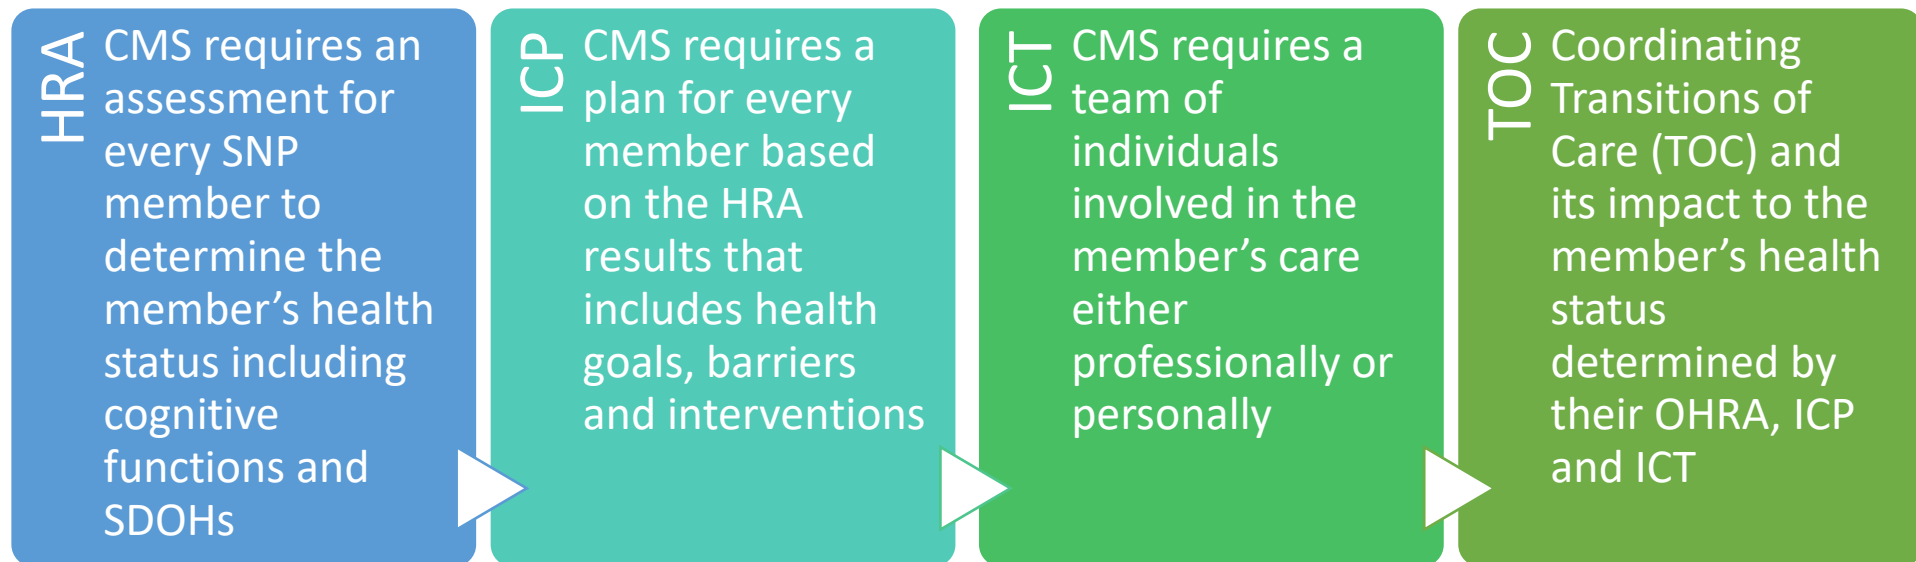 HRA
CMS requires an
assessment for
every SNP
member to
determine the
member’s health
status including
cognitive
functions and
SDOHs
ICP
CMS requires a
plan for every
member based
on the HRA
results that
includes health
goals, barriers
and interventions
ICT
CMS requires a
team of
individuals
involved in the
member’s care
either
professionally or
personally
TOC
Coordinating
Transitions of
Care (TOC) and
its impact to the
member’s health
status
determined by
their OHRA, ICP
and ICT